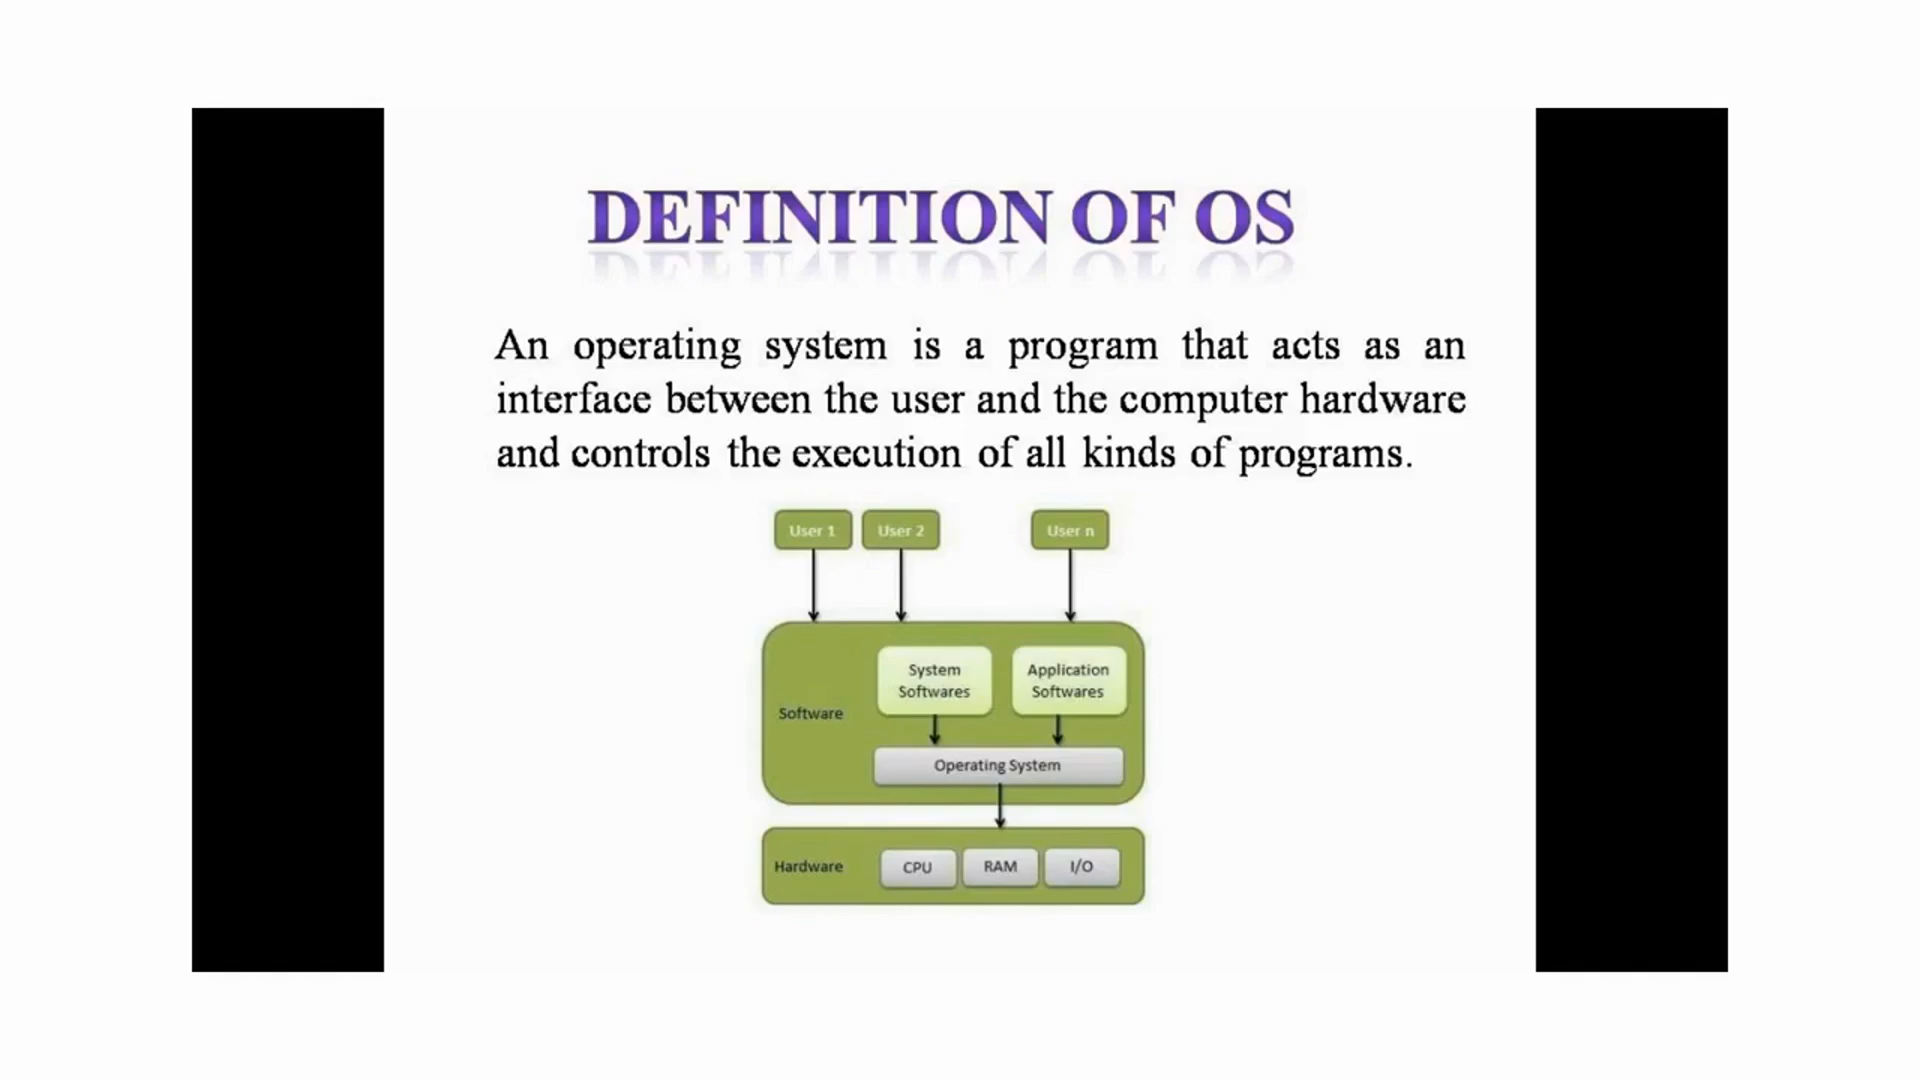 DEFINITION OF OS
An operating system is a program that acts as an
interface between the user and the computer hardware
and controls the execution of all kinds of programs.
User 1 User 2 User n
System Softwares
Application Softwares
Software
Operating System
Hardware CPU RAM I/O